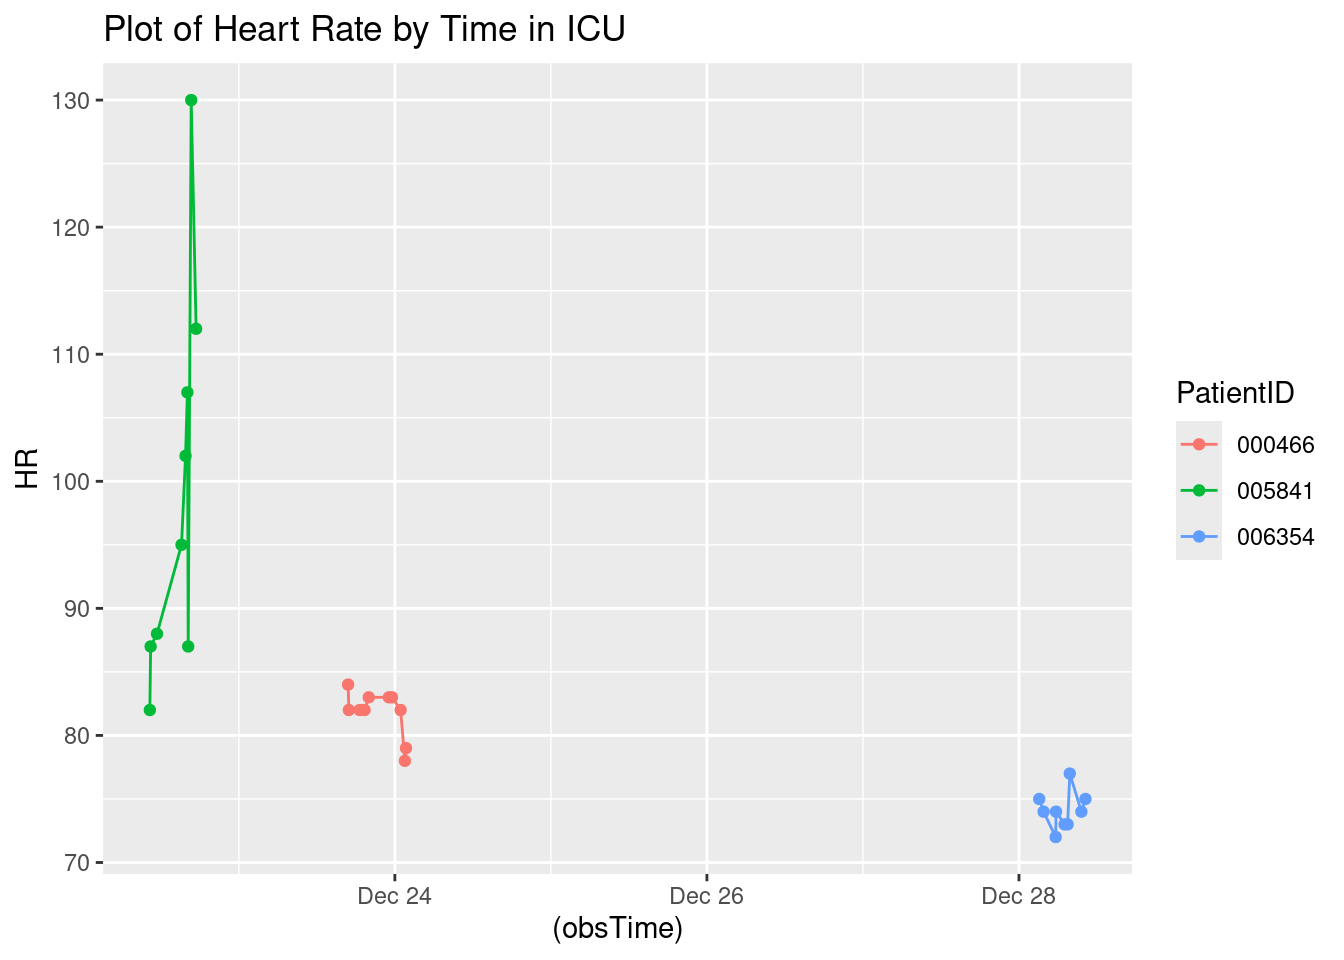 Plot of Heart Rate by Time in ICU
130
120
110
100
90
80
70
HR
Dec 24
Dec 26
Dec 28
(obsTime)
PatientID
000466
005841
006354